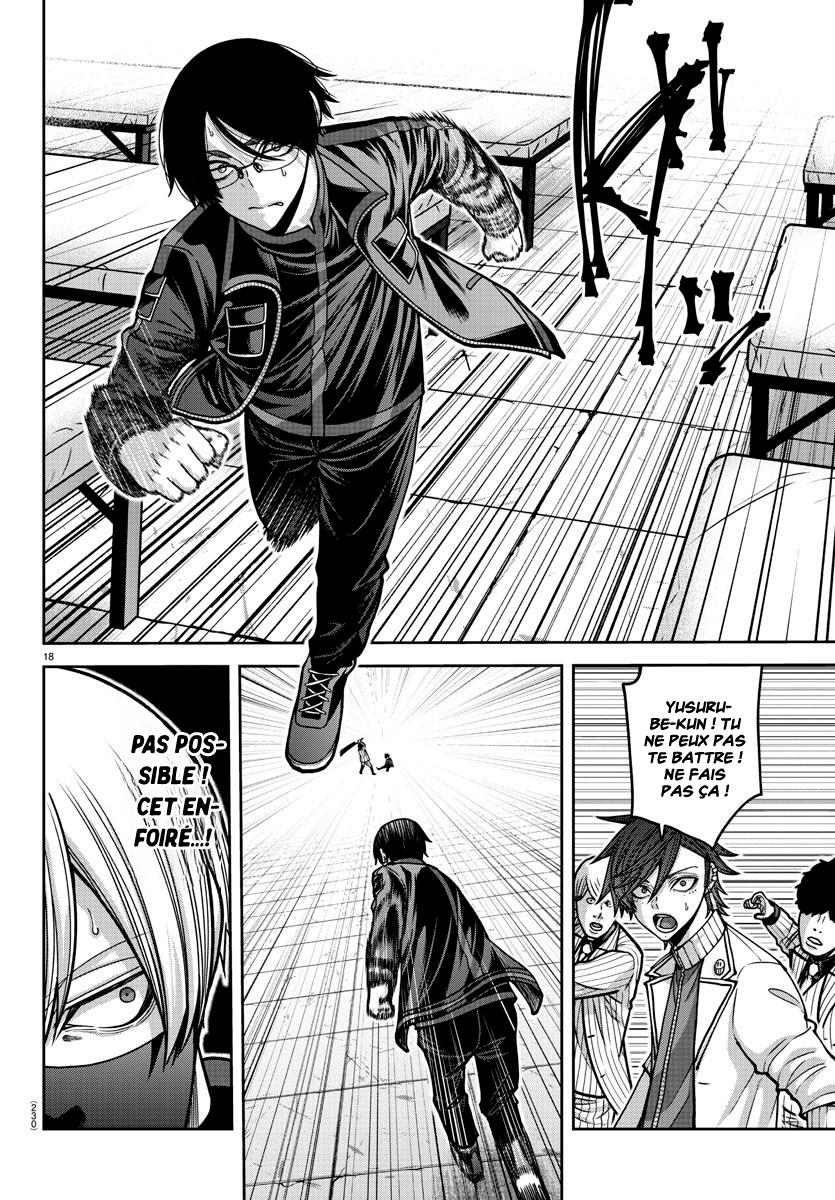 18
YUSURU-
BE-KUN ! TU
NE PEUX PAS
TE BATTRE !
NE FAIS
PAS ÇA !
PAS POS-
SIBLE !
CET EN-
FOIRÉ...!
(230)